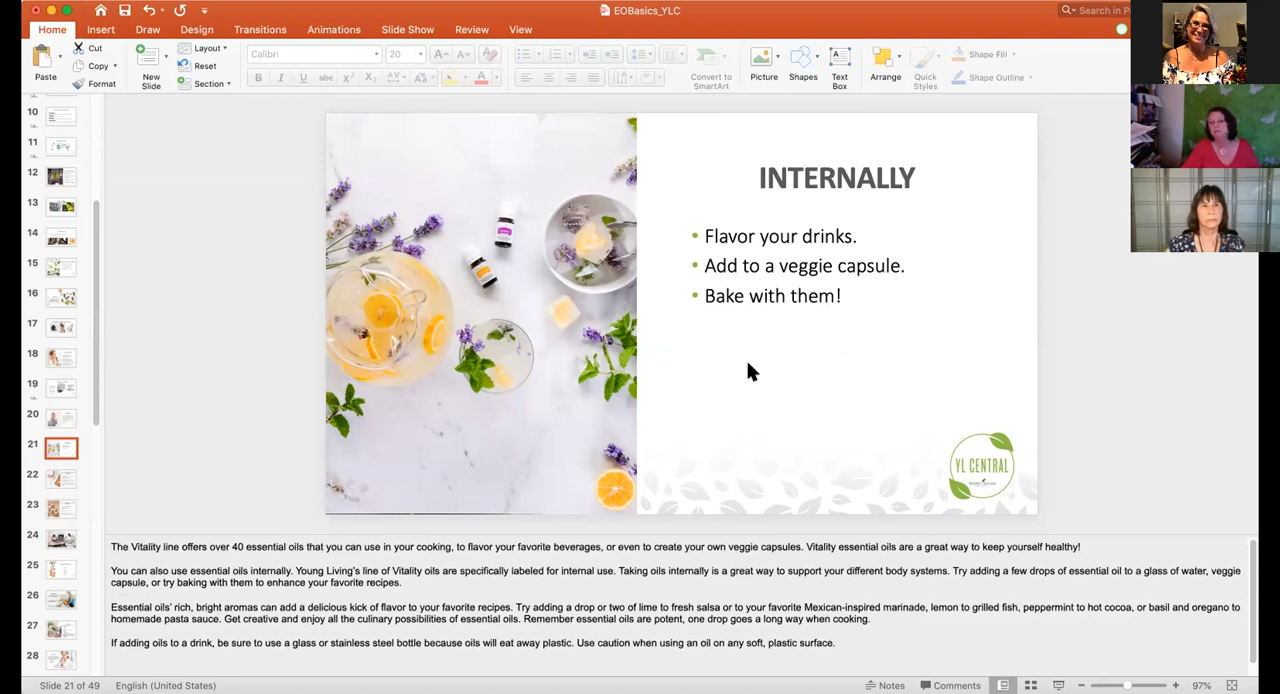 EOBasics_YLC
Search in P
Home Insert Draw Design Transitions Animations Slide Show Review View
Paste
Cut
Copy
Format
New
Slide
Layout
Reset
Section
Calibri 20
Convert to
SmartArt
Picture
Shapes
Text
Box
Arrange
Quick
Styles
Shape Fill
Shape Outline
10
11
12
13
14
15
16
17
18
19
20
21
22
23
24
25
26
27
28
INTERNALLY
• Flavor your drinks.
• Add to a veggie capsule.
• Bake with them!
YL CENTRAL
The Vitality line offers over 40 essential oils that you can use in your cooking, to flavor your favorite beverages, or even to create your own veggie capsules. Vitality essential oils are a great way to keep yourself healthy!
You can also use essential oils internally. Young Living's line of Vitality oils are specifically labeled for internal use. Taking oils internally is a great way to support your different body systems. Try adding a few drops of essential oil to a glass of water, veggie
capsule, or try baking with them to enhance your favorite recipes.
Essential oils' rich, bright aromas can add a delicious kick of flavor to your favorite recipes. Try adding a drop or two of lime to fresh salsa or to your favorite Mexican-inspired marinade, lemon to grilled fish, peppermint to hot cocoa, or basil and oregano to
homemade pasta sauce. Get creative and enjoy all the culinary possibilities of essential oils. Remember essential oils are potent, one drop goes a long way when cooking.
If adding oils to a drink, be sure to use a glass or stainless steel bottle because oils will eat away plastic. Use caution when using an oil on any soft, plastic surface.
Slide 21 of 49 English (United States) Notes Comments 97%